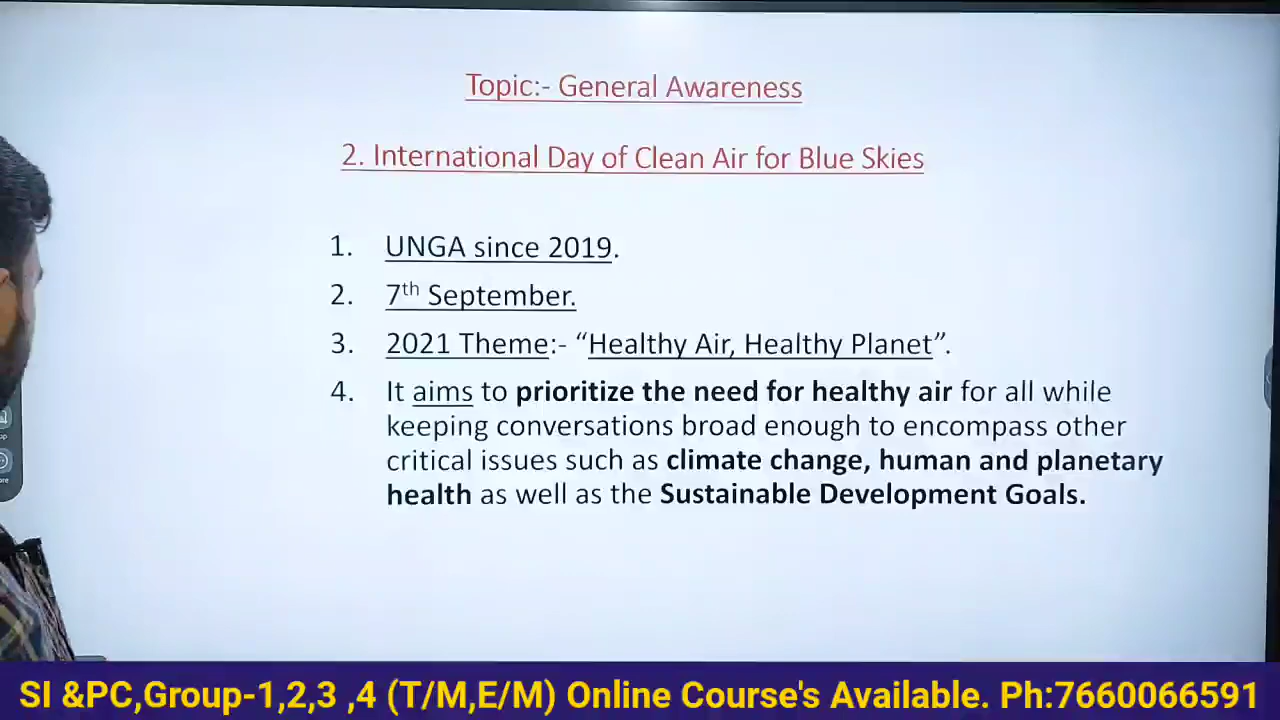 Topic:- General Awareness
2. International Day of Clean Air for Blue Skies
1. UNGA since 2019.
2. 7th September.
3. 2021 Theme:- “Healthy Air, Healthy Planet”.
4. It aims to prioritize the need for healthy air for all while
keeping conversations broad enough to encompass other
critical issues such as climate change, human and planetary
health as well as the Sustainable Development Goals.
SI &PC,Group-1,2,3 ,4 (T/M,E/M) Online Course's Available. Ph:7660066591